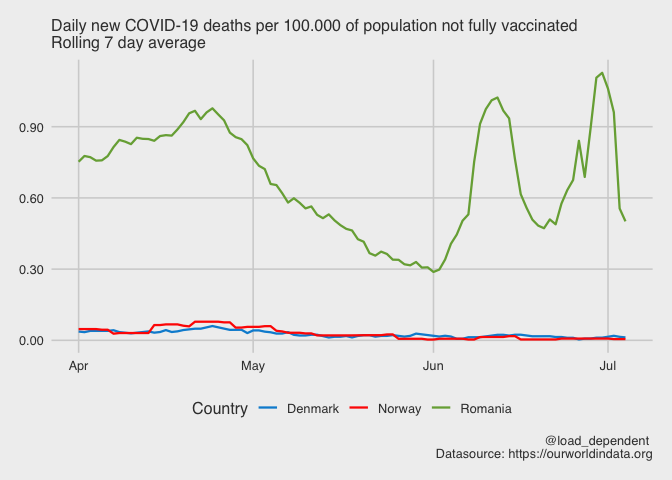 Daily new COVID-19 deaths per 100.000 of population not fully vaccinated
Rolling 7 day average
0.90
0.60
0.30
0.00
Apr May Jun Jul
Country Denmark Norway Romania
@load_dependent
Datasource: https://ourworldindata.org